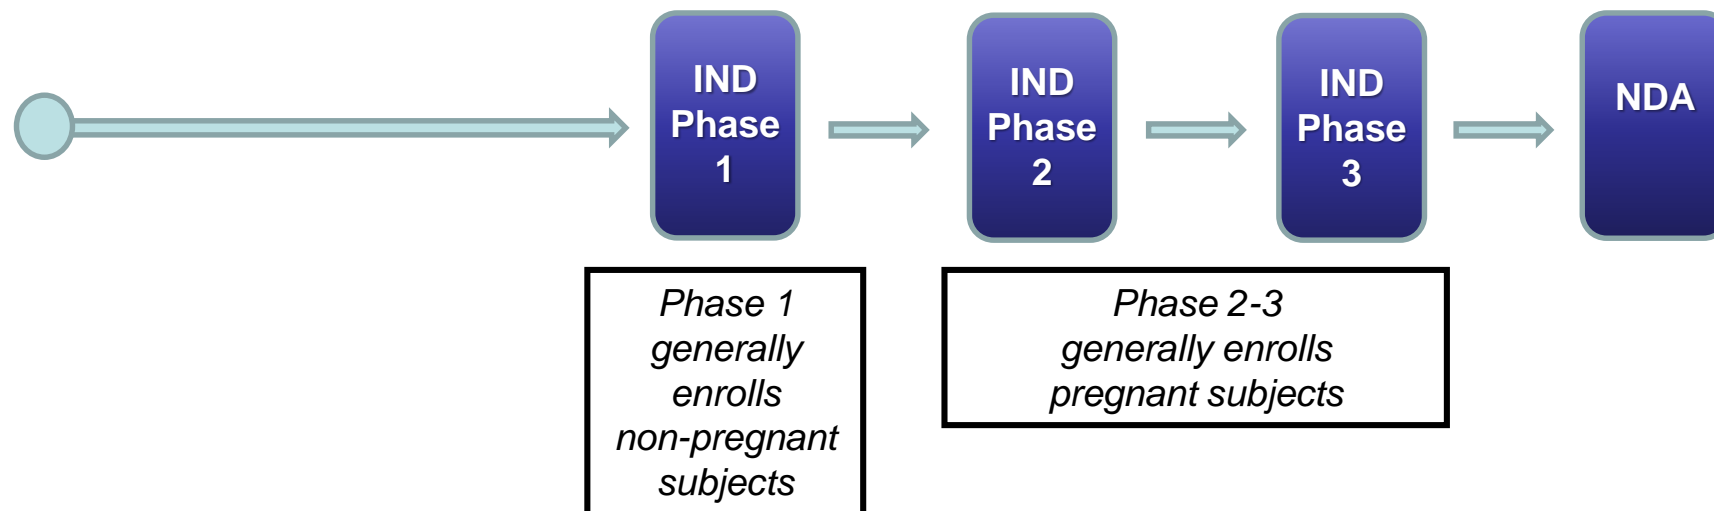 IND
Phase
1
IND
Phase
2
IND
Phase
3
NDA
Phase 1
generally
enrolls
non-pregnant
subjects
Phase 2-3
generally enrolls
pregnant subjects